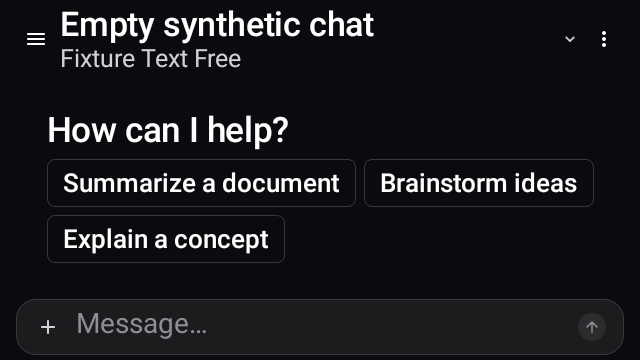 Empty synthetic chat
Fixture Text Free
How can I help?
Summarize a document
Brainstorm ideas
Explain a concept
Message…